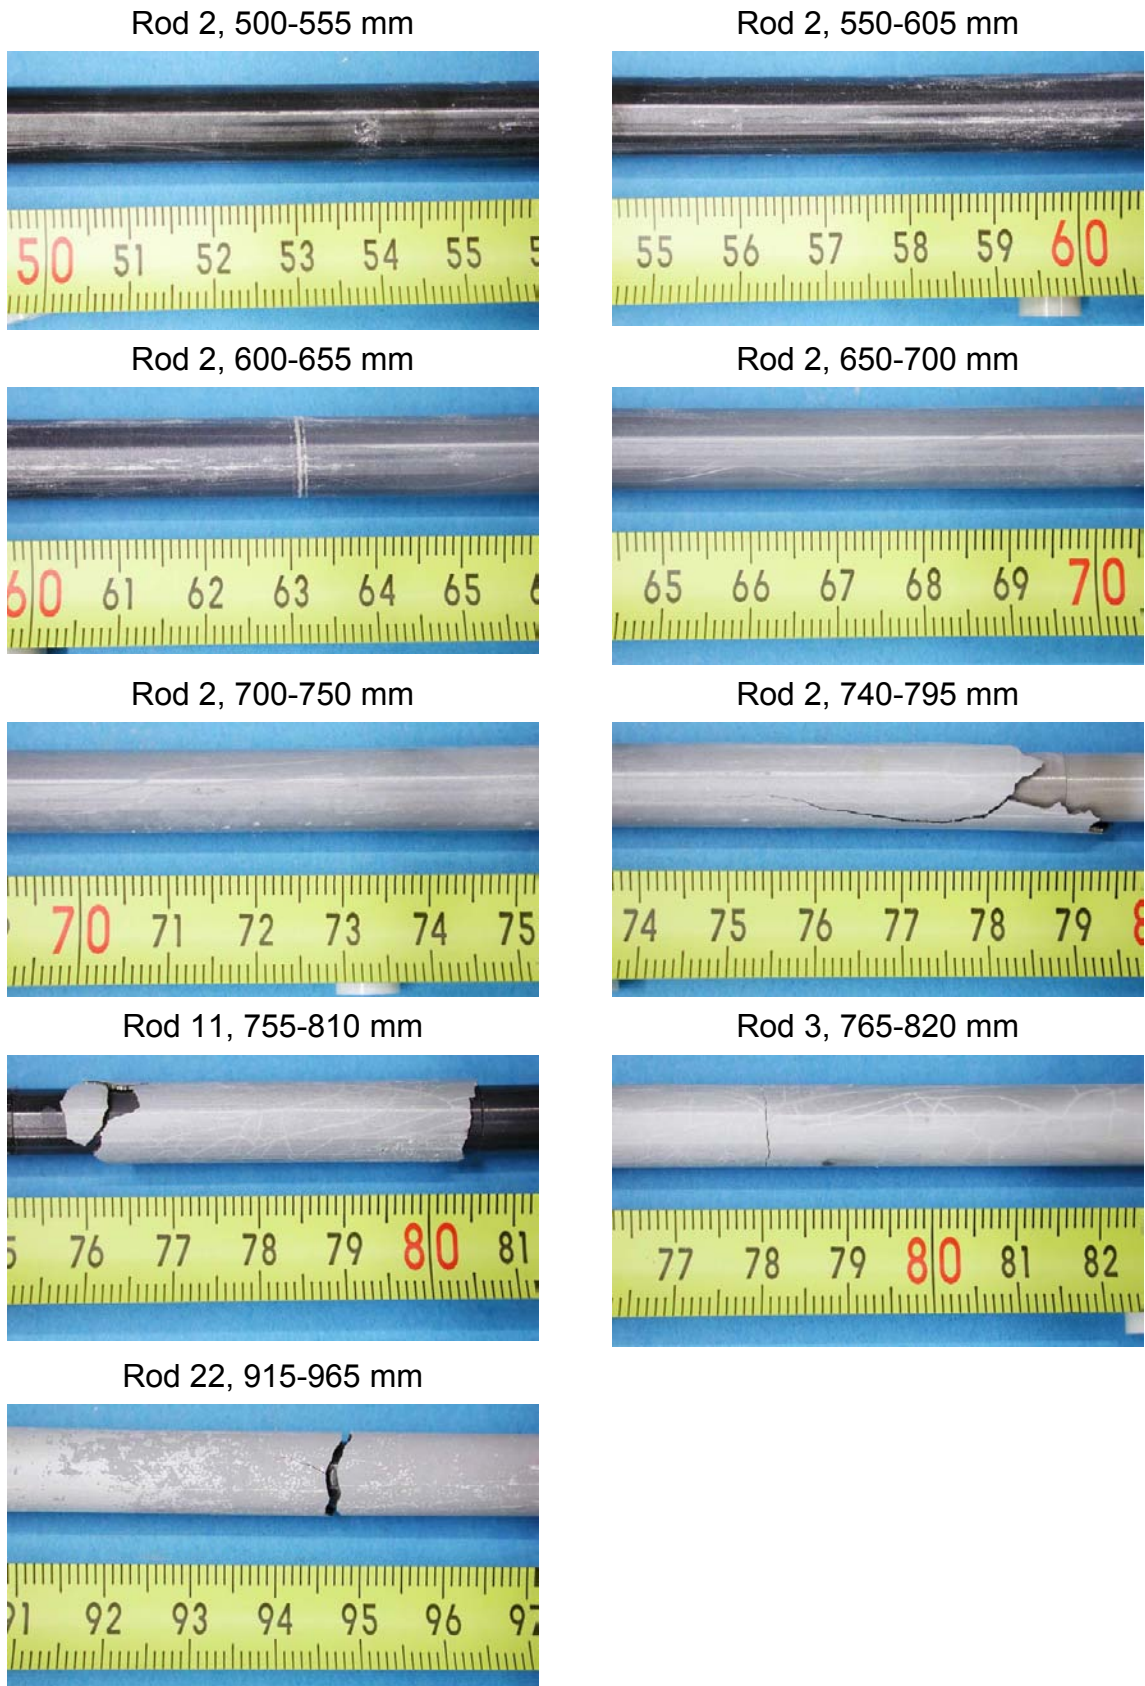 Rod 2, 500-555 mm
Rod 2, 550-605 mm
50 51 52 53 54 55
55 56 57 58 59 60
Rod 2, 600-655 mm
Rod 2, 650-700 mm
60 61 62 63 64 65
65 66 67 68 69 70
Rod 2, 700-750 mm
Rod 2, 740-795 mm
70 71 72 73 74 75
74 75 76 77 78 79 8
Rod 11, 755-810 mm
Rod 3, 765-820 mm
5 76 77 78 79 80 81
77 78 79 80 81 82
Rod 22, 915-965 mm
91 92 93 94 95 96 97